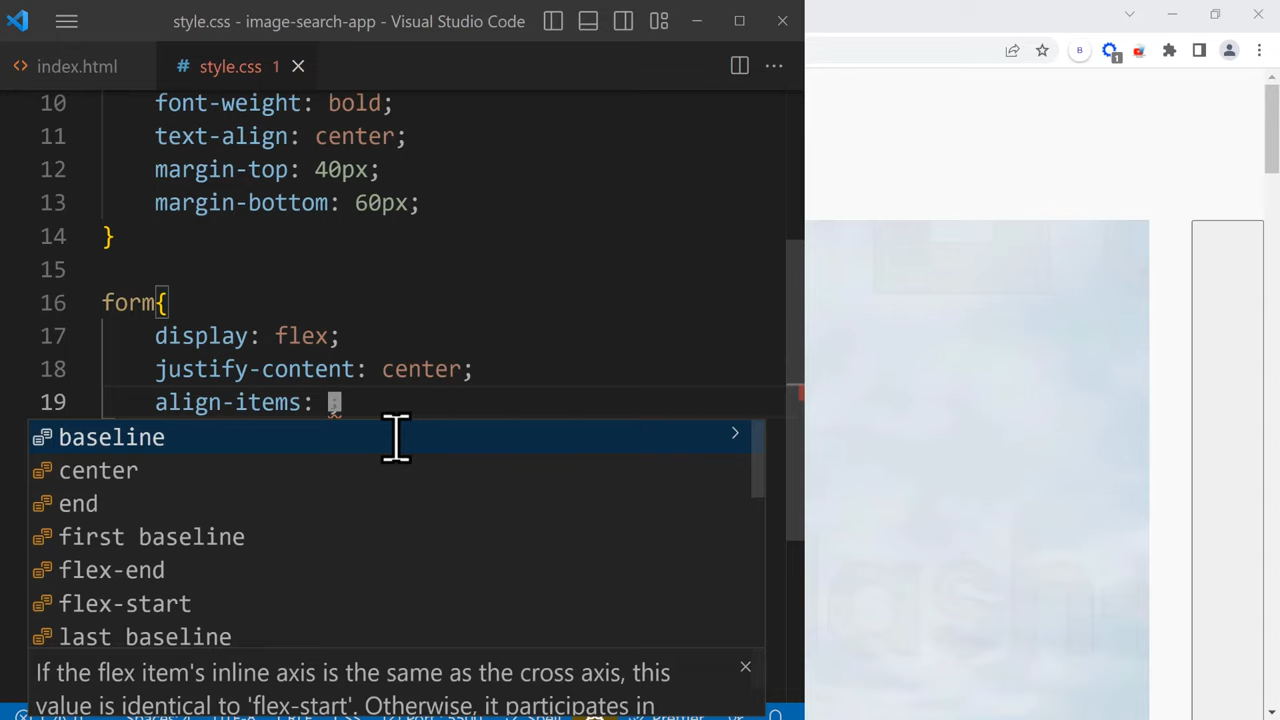 style.css - image-search-app - Visual Studio Code
index.html
style.css 1
10 font-weight: bold;
11 text-align: center;
12 margin-top: 40px;
13 margin-bottom: 60px;
14 }
15
16 form{
17 display: flex;
18 justify-content: center;
19 align-items: ;
baseline
center
end
first baseline
flex-end
flex-start
last baseline
If the flex item's inline axis is the same as the cross axis, this
value is identical to 'flex-start'. Otherwise, it participates in
B
1